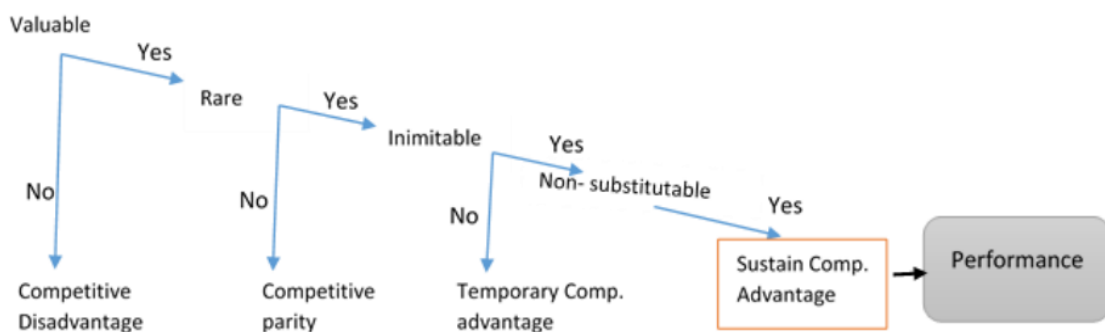 Valuable
Yes
Rare
Yes
Inimitable
Yes
Non- substitutable
Yes
No
No
No
Sustain Comp.
Advantage
Performance
Competitive
Disadvantage
Competitive
parity
Temporary Comp.
advantage